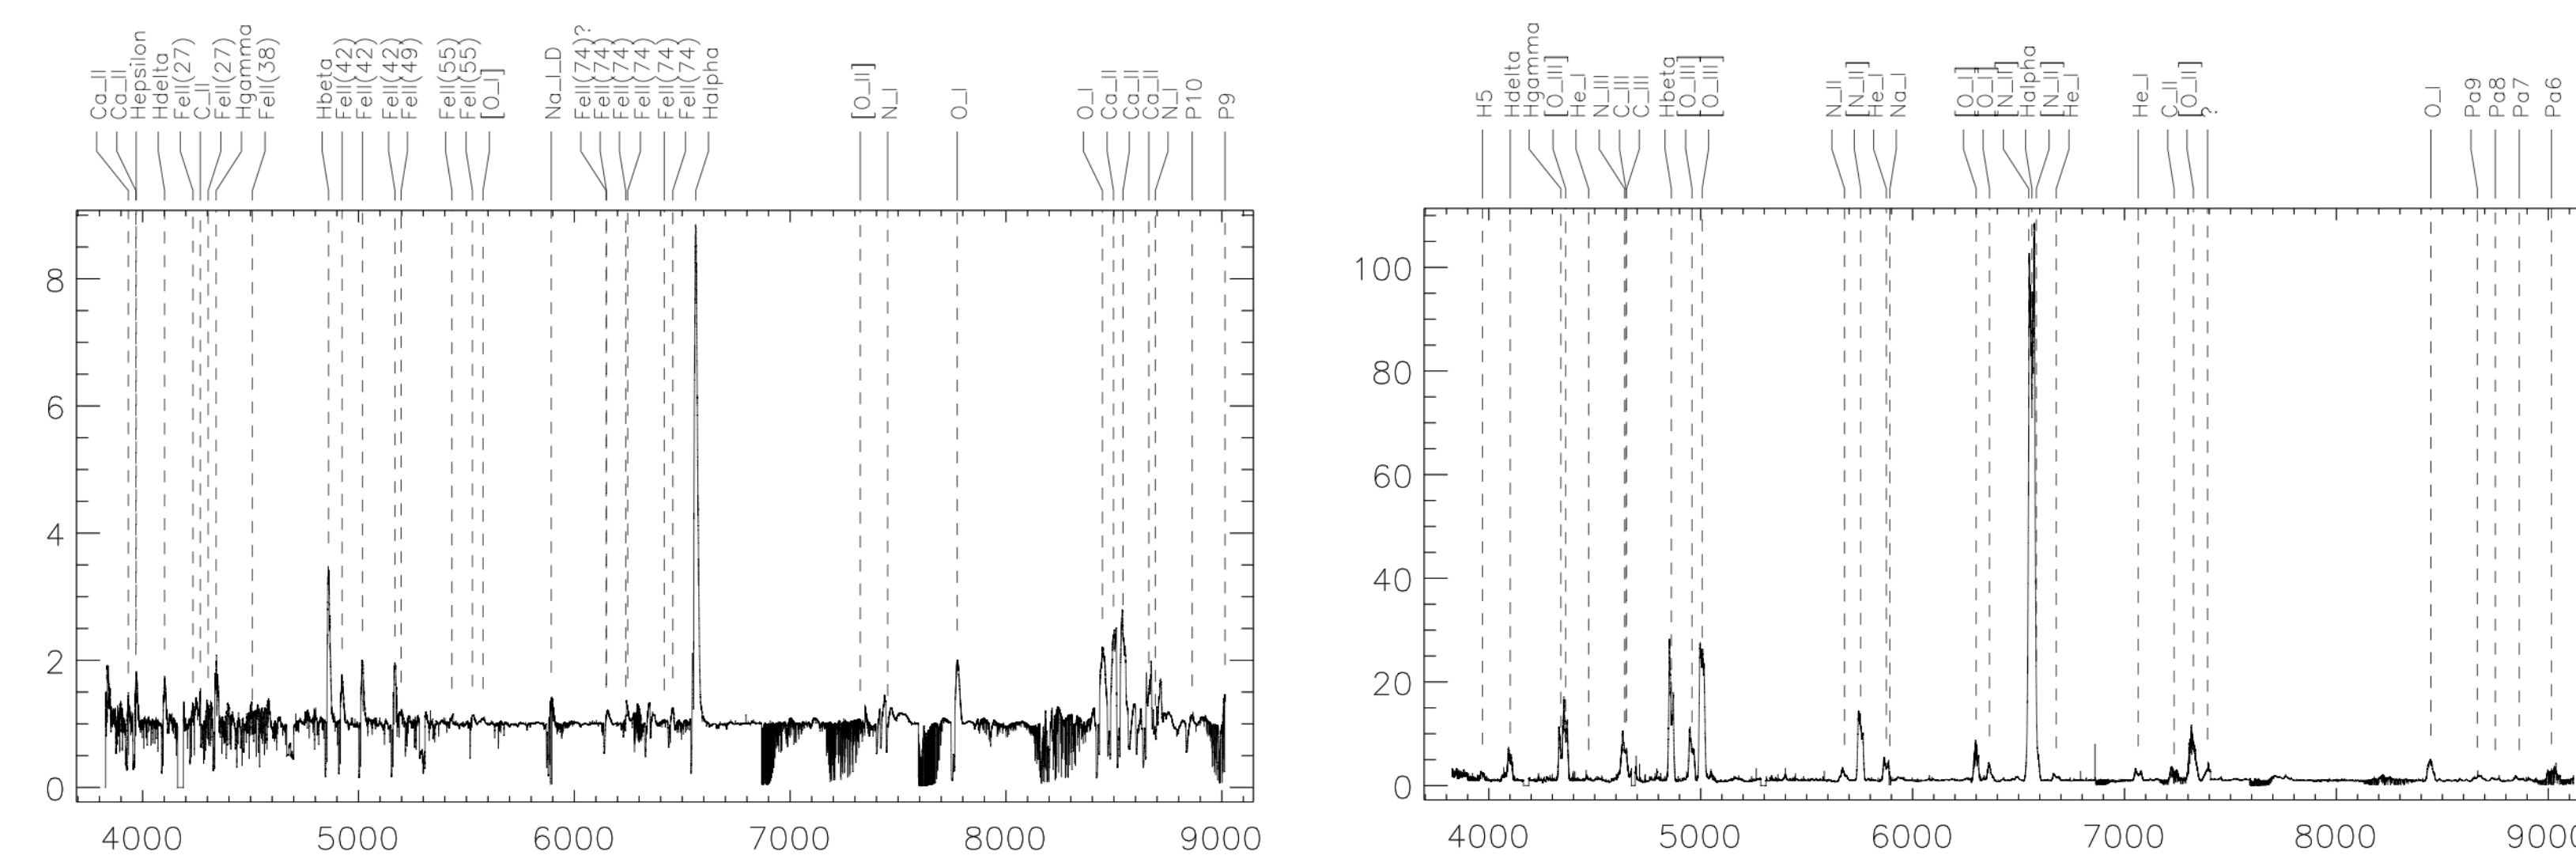 Ca_II
Ca_II
Hepsilon
Hdelta
FeII(27)
C_II
FeII(27)
Hgamma
FeII(38)
Hbeta
FeII(42)
FeII(42)
FeII(42)
FeII(49)
FeII(55)
FeII(55)
[O_I]
Na_I_D
FeII(74)?
FeII(74)
FeII(74)
FeII(74)
FeII(74)
FeII(74)
Halpha
[O_II]
N_I
O_I
O_I
Ca_II
Ca_II
Ca_II
N_I
P10
P9
8
6
4
2
0
4000 5000 6000 7000 8000 9000
H5
Hdelta
Hgamma
[O_III]
He_I
N_III
C_III
C_III
Hbeta
[O_III]
[O_III]
N_II
[N_II]
He_I
Na_I
[O_I]
[O_I]
[N_II]
Halpha
[N_II]
He_I
He_I
C_II
[O_II]
?
O_I
Pa9
Pa8
Pa7
Pa6
100
80
60
40
20
0
4000 5000 6000 7000 8000